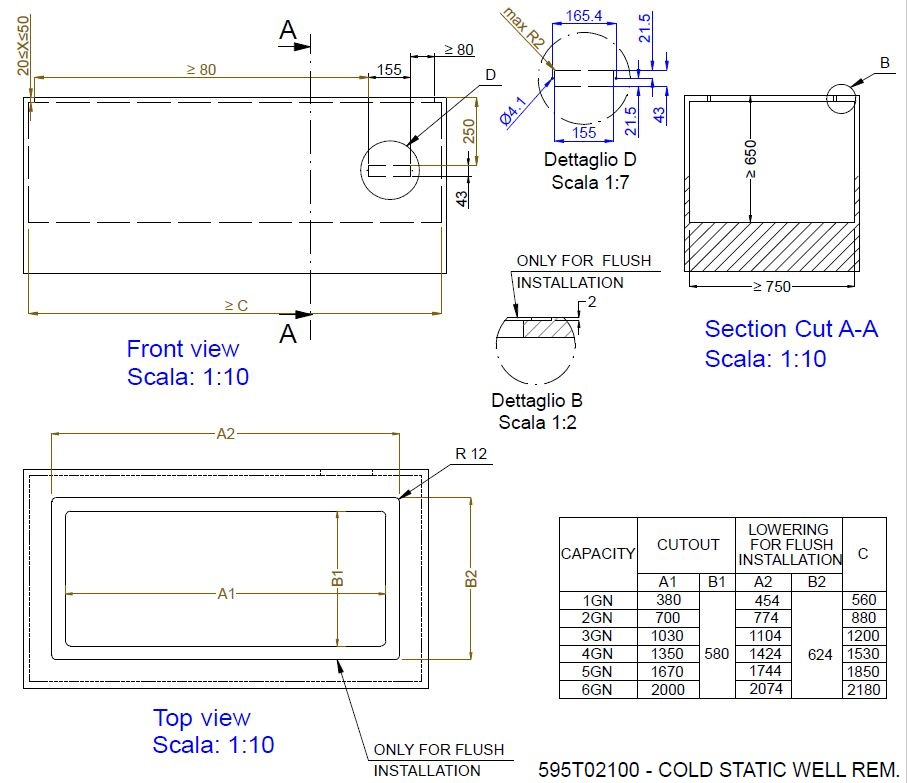 20≤X≤50
A
≥ 80
155
≥ 80
D
250
43
≥ C
A
Front view
Scala: 1:10
max R2
165.4
21.5
Ø4.1
155
21.5
43
Dettaglio D
Scala 1:7
B
≥ 650
≥ 750
Section Cut A-A
Scala: 1:10
ONLY FOR FLUSH
INSTALLATION
2
Dettaglio B
Scala 1:2
A2
R 12
A1
B1
B2
Top view
Scala: 1:10
ONLY FOR FLUSH
INSTALLATION
CAPACITY CUTOUT LOWERING FOR FLUSH INSTALLATION C
A1 B1 A2 B2
1GN 380 454 560
2GN 700 774 880
3GN 1030 1104 1200
4GN 1350 580 1424 624 1530
5GN 1670 1744 1850
6GN 2000 2074 2180
595T02100 - COLD STATIC WELL REM.